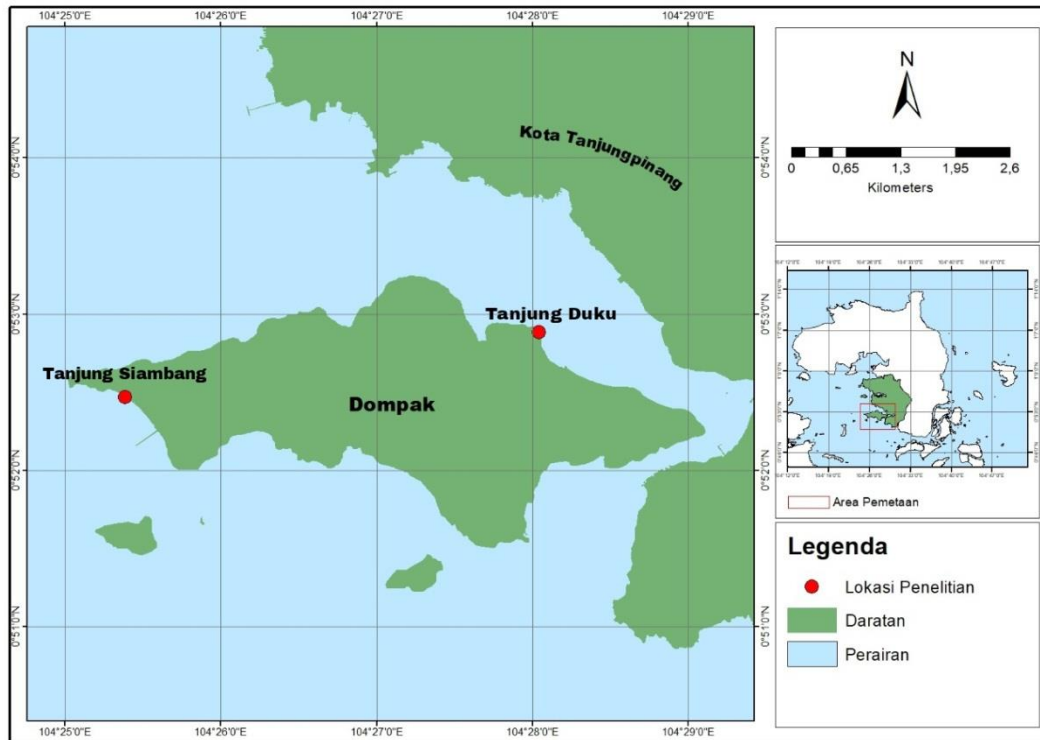 104°25'0"E 104°26'0"E 104°27'0"E 104°28'0"E 104°29'0"E
Kota Tanjungpinang
0°54'0"N
0°54'0"N
0°53'0"N
0°53'0"N
Tanjung Duku
Tanjung Siambang
Dompak
0°52'0"N
0°52'0"N
0°51'0"N
0°51'0"N
104°25'0"E 104°26'0"E 104°27'0"E 104°28'0"E 104°29'0"E
N
0 0,65 1,3 1,95 2,6
Kilometers
Area Pemetaan
Legenda
Lokasi Penelitian
Daratan
Perairan